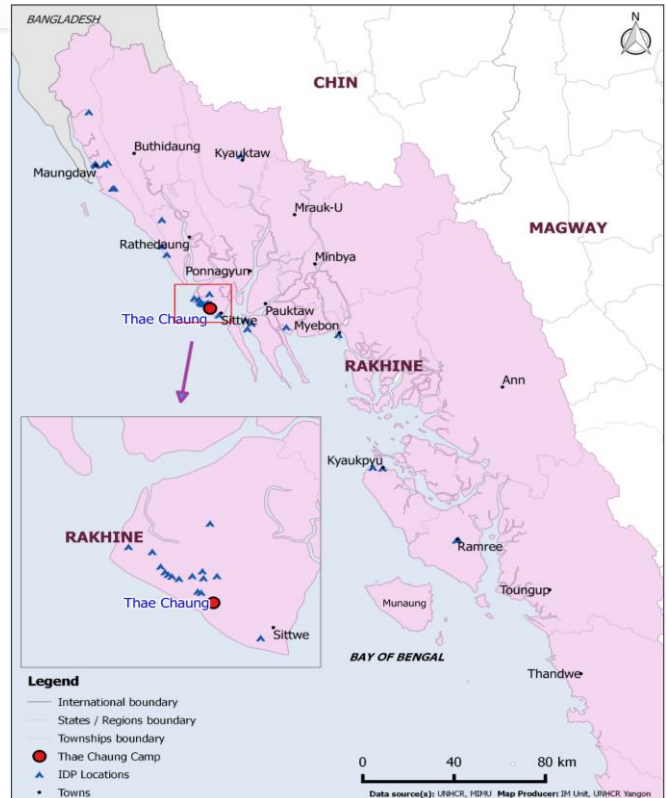 BANGLADESH
N
CHIN
Buthidaung
Kyauktaw
Maungdaw
Mrauk-U
MAGWAY
Rathedaung
Minbya
Ponnagyun
Pauktaw
Thae Chaung
Sittwe
Myebon
RAKHINE
Ann
Kyaukpyu
RAKHINE
Ramree
Thae Chaung
Toungup
Munaung
Sittwe
BAY OF BENGAL
Thandwe
Legend
International boundary
States / Regions boundary
Townships boundary
Thae Chaung Camp
IDP Locations
Towns
0 40 80 km
Data source(s): UNHCR, MIMU Map Producer: IM Unit, UNHCR Yangon